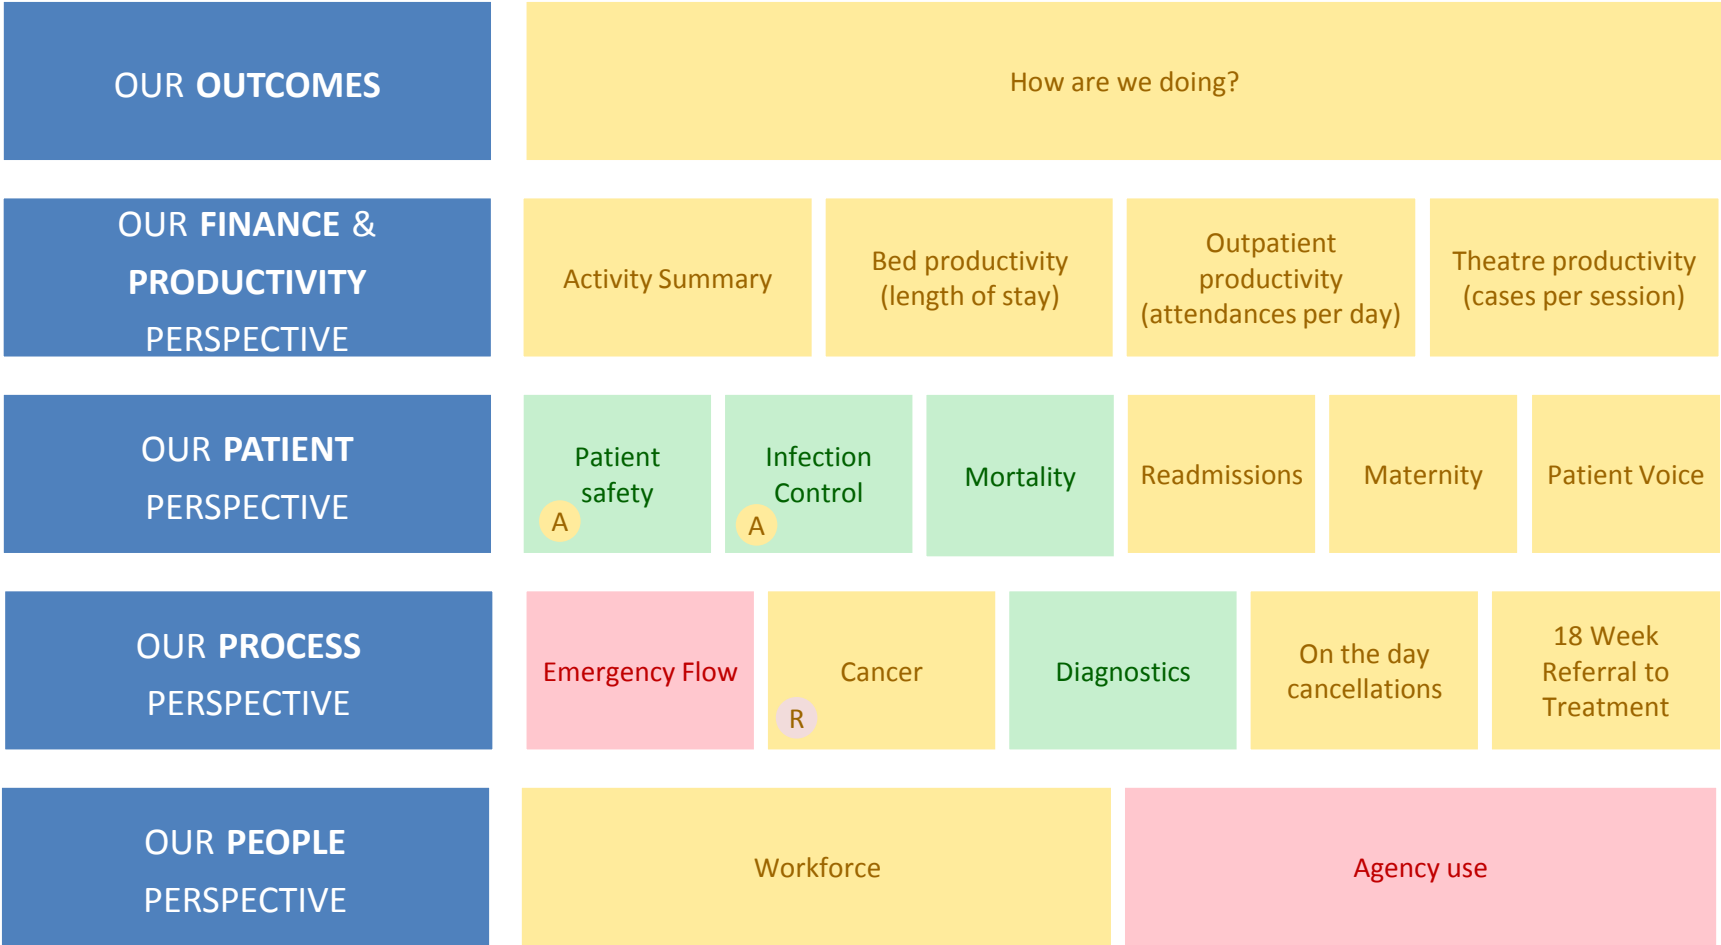 OUR OUTCOMES
How are we doing?
OUR FINANCE &
PRODUCTIVITY
PERSPECTIVE
Activity Summary
Bed productivity
(length of stay)
Outpatient
productivity
(attendances per day)
Theatre productivity
(cases per session)
OUR PATIENT
PERSPECTIVE
Patient
safety
A
Infection
Control
A
Mortality
Readmissions
Maternity
Patient Voice
OUR PROCESS
PERSPECTIVE
Emergency Flow
Cancer
R
Diagnostics
On the day
cancellations
18 Week
Referral to
Treatment
OUR PEOPLE
PERSPECTIVE
Workforce
Agency use